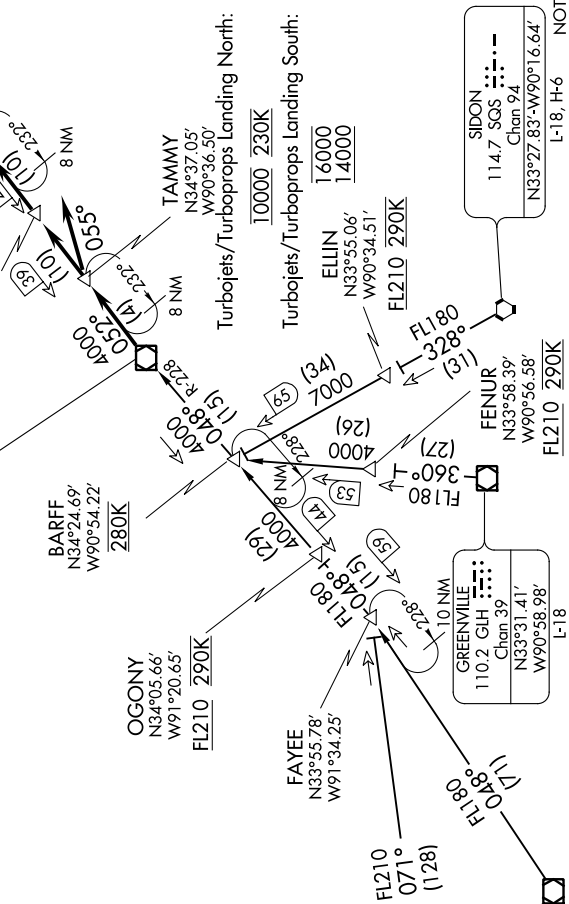 (10)
232°
8 NM
39
(10)
055°
TAMMY
N34°37.05'
W90°36.50'
Turbojets/Turboprops Landing North:
10000 230K
Turbojets/Turboprops Landing South:
16000
14000
232°
(4)
8 NM
4000
052°
R-228
4000
048°
(15)
BARFF
N34°24.69'
W90°54.22'
280K
65
(34)
7000
ELLIN
N33°55.06'
W90°34.51'
FL210 290K
FL180
328°
(31)
SIDON
114.7 SQS
Chan 94
N33°27.83'-W90°16.64'
L-18, H-6
NOT
228°
8 NM
(26)
4000
53
FENUR
N33°58.39'
W90°56.58'
FL210 290K
(27)
360°
FL180
GREENVILLE
110.2 GLH
Chan 39
N33°31.41'
W90°58.98'
L-18
(29)
4000
44
OGONY
N34°05.66'
W91°20.65'
FL210 290K
FL180
048°
(15)
59
228°
10 NM
FAYEE
N33°55.78'
W91°34.25'
FL210
071°
(128)
FL180
048°
(71)